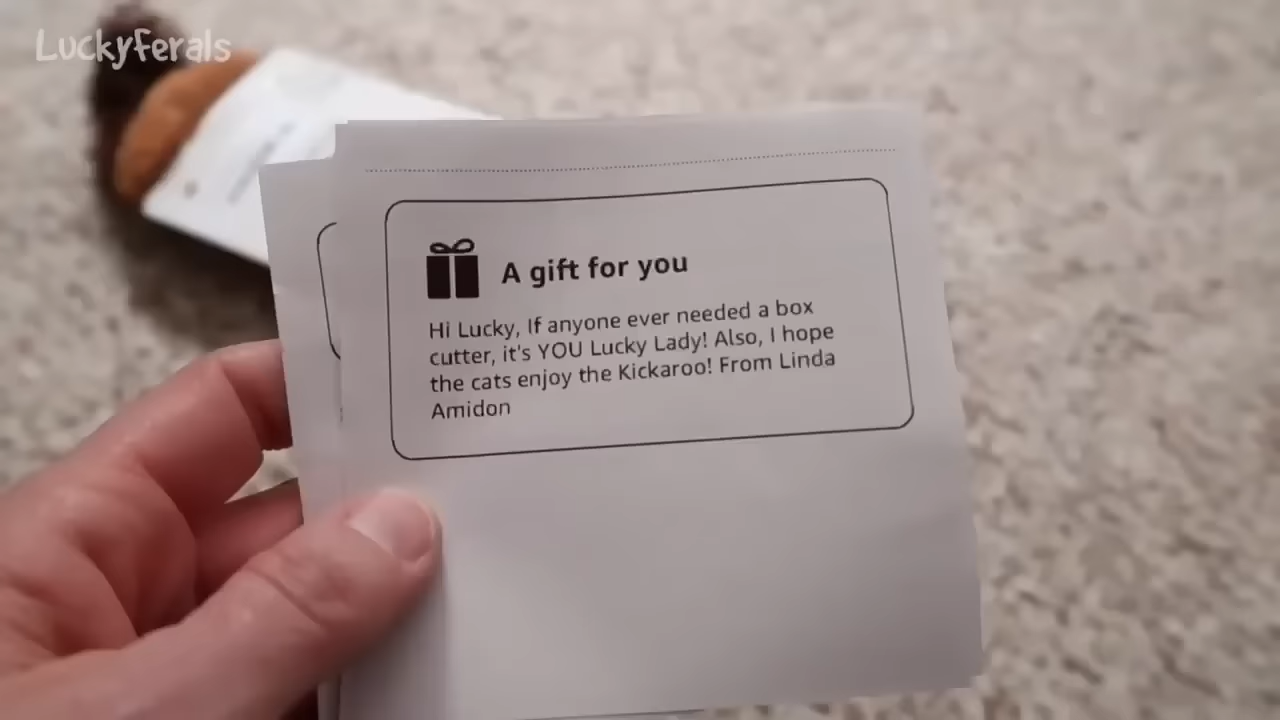 LuckyFerals
A gift for you
Hi Lucky, If anyone ever needed a box
cutter, it's YOU Lucky Lady! Also, I hope
the cats enjoy the Kickaroo! From Linda
Amidon